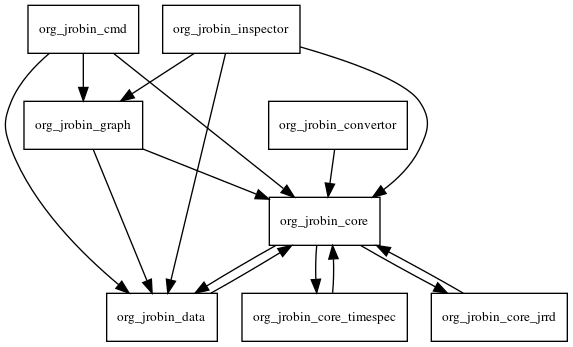 org_jrobin_cmd
org_jrobin_inspector
org_jrobin_graph
org_jrobin_convertor
org_jrobin_core
org_jrobin_data
org_jrobin_core_timespec
org_jrobin_core_jrrd